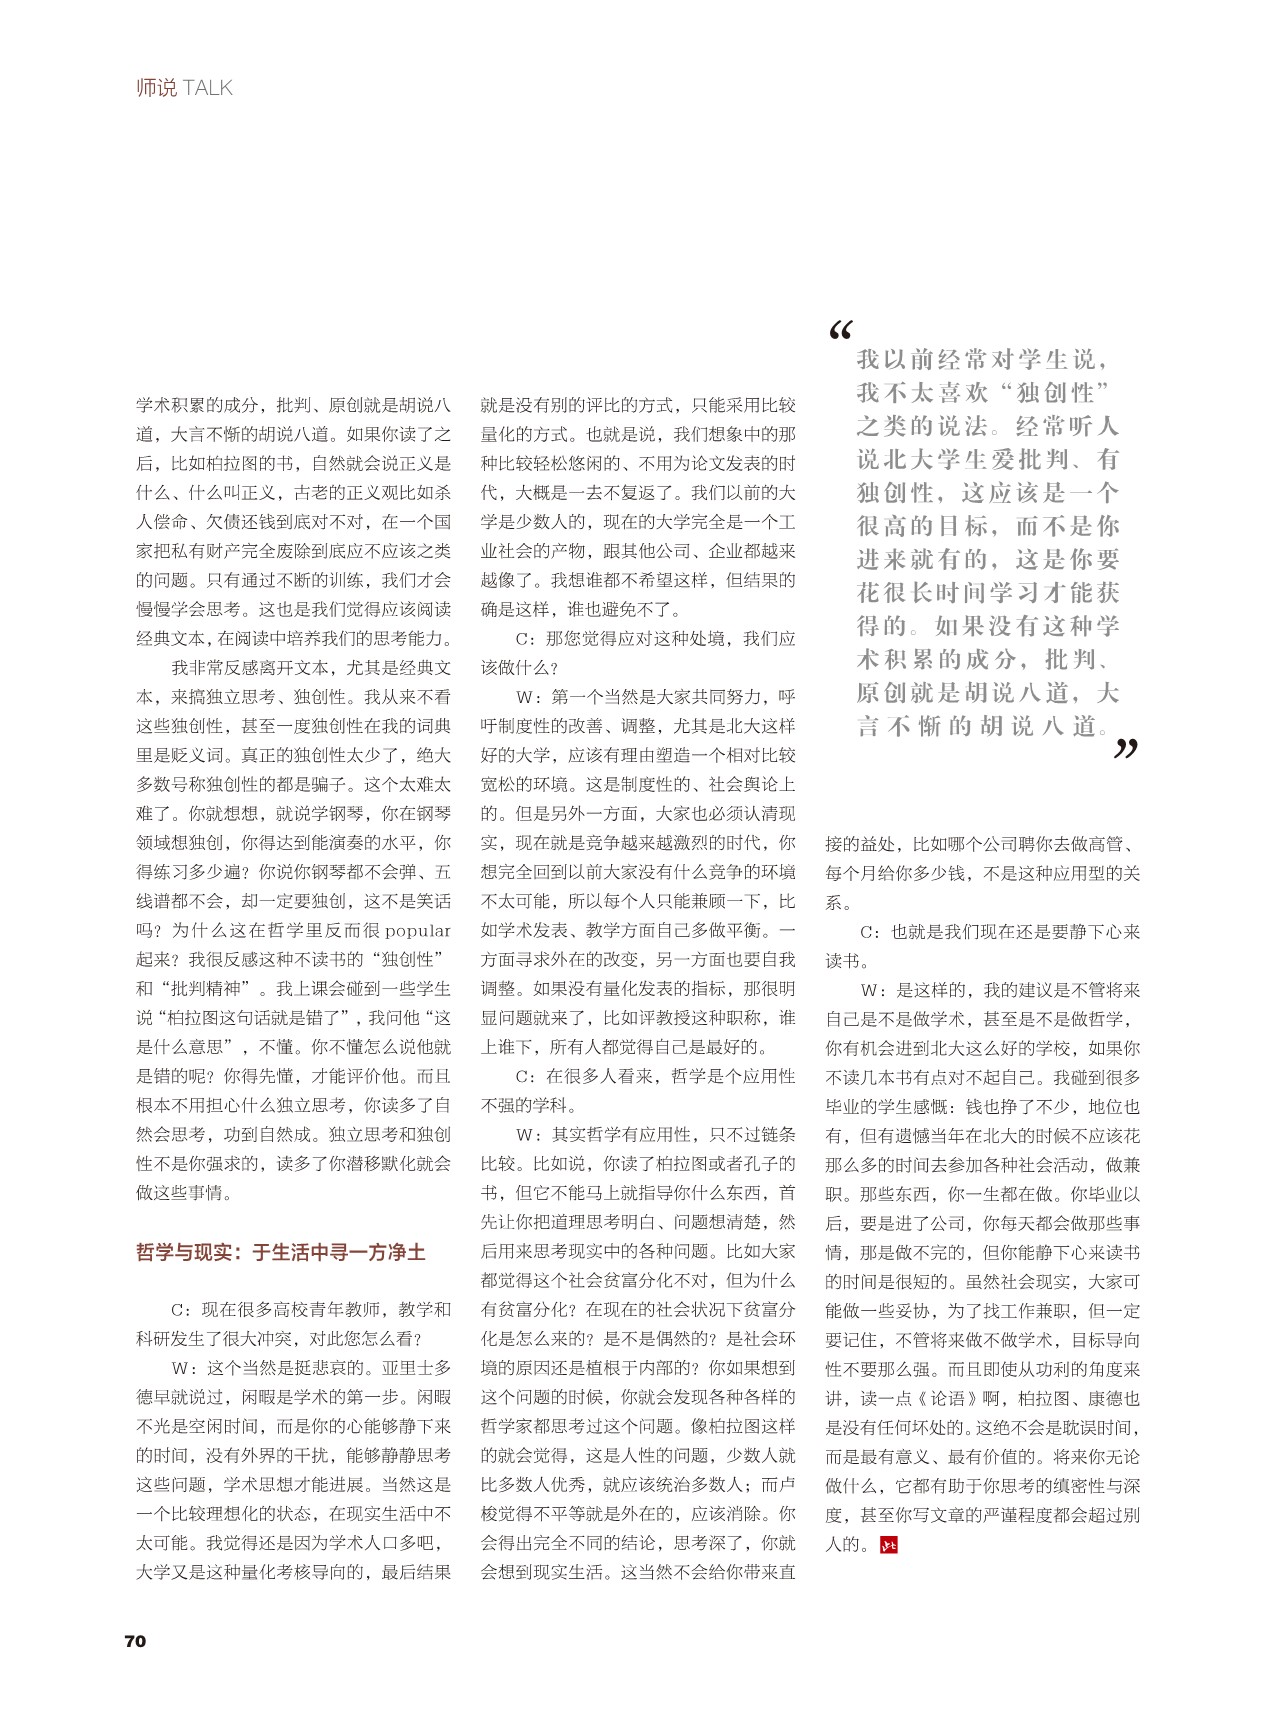 师说 TALK
学术积累的成分，批判、原创就是胡说八
道，大言不惭的胡说八道。如果你读了之
后，比如柏拉图的书，自然就会说正义是
什么、什么叫正义，古老的正义观比如杀
人偿命、欠债还钱到底对不对，在一个国
家把私有财产完全废除到底应不应该之类
的问题。只有通过不断的训练，我们才会
慢慢学会思考。这也是我们觉得应该阅读
经典文本，在阅读中培养我们的思考能力。
我非常反感离开文本，尤其是经典文
本，来搞独立思考、独创性。我从来不看
这些独创性，甚至一度独创性在我的词典
里是贬义词。真正的独创性太少了，绝大
多数号称独创性的都是骗子。这个太难太
难了。你就想想，就说学钢琴，你在钢琴
领域想独创，你得达到能演奏的水平，你
得练习多少遍？你说你钢琴都不会弹、五
线谱都不会，却一定要独创，这不是笑话
吗？为什么这在哲学里反而很 popular
起来？我很反感这种不读书的“独创性”
和“批判精神”。我上课会碰到一些学生
说“柏拉图这句话就是错了”，我问他“这
是什么意思”，不懂。你不懂怎么说他就
是错的呢？你得先懂，才能评价他。而且
根本不用担心什么独立思考，你读多了自
然会思考，功到自然成。独立思考和独创
性不是你强求的，读多了你潜移默化就会
做这些事情。
哲学与现实：于生活中寻一方净土
C：现在很多高校青年教师，教学和
科研发生了很大冲突，对此您怎么看？
W：这个当然是挺悲哀的。亚里士多
德早就说过，闲暇是学术的第一步。闲暇
不光是空闲时间，而是你的心能够静下来
的时间，没有外界的干扰，能够静静思考
这些问题，学术思想才能进展。当然这是
一个比较理想化的状态，在现实生活中不
太可能。我觉得还是因为学术人口多吧，
大学又是这种量化考核导向的，最后结果
就是没有别的评比的方式，只能采用比较
量化的方式。也就是说，我们想象中的那
种比较轻松悠闲的、不用为论文发表的时
代，大概是一去不复返了。我们以前的大
学是少数人的，现在的大学完全是一个工
业社会的产物，跟其他公司、企业都越来
越像了。我想谁都不希望这样，但结果的
确是这样，谁也避免不了。
C：那您觉得应对这种处境，我们应
该做什么？
W：第一个当然是大家共同努力，呼
吁制度性的改善、调整，尤其是北大这样
好的大学，应该有理由塑造一个相对比较
宽松的环境。这是制度性的、社会舆论上
的。但是另外一方面，大家也必须认清现
实，现在就是竞争越来越激烈的时代，你
想完全回到以前大家没有什么竞争的环境
不太可能，所以每个人只能兼顾一下，比
如学术发表、教学方面自己多做平衡。一
方面寻求外在的改变，另一方面也要自我
调整。如果没有量化发表的指标，那很明
显问题就来了，比如评教授这种职称，谁
上谁下，所有人都觉得自己是最好的。
C：在很多人看来，哲学是个应用性
不强的学科。
W：其实哲学有应用性，只不过链条
比较。比如说，你读了柏拉图或者孔子的
书，但它不能马上就指导你什么东西，首
先让你把道理思考明白、问题想清楚，然
后用来思考现实中的各种问题。比如大家
都觉得这个社会贫富分化不对，但为什么
有贫富分化？在现在的社会状况下贫富分
化是怎么来的？是不是偶然的？是社会环
境的原因还是植根于内部的？你如果想到
这个问题的时候，你就会发现各种各样的
哲学家都思考过这个问题。像柏拉图这样
的就会觉得，这是人性的问题，少数人就
比多数人优秀，就应该统治多数人；而卢
梭觉得不平等就是外在的，应该消除。你
会得出完全不同的结论，思考深了，你就
会想到现实生活。这当然不会给你带来直
“
我以前经常对学生说，
我不太喜欢“独创性”
之类的说法。经常听人
说北大学生爱批判、有
独创性，这应该是一个
很高的目标，而不是你
进来就有的，这是你要
花很长时间学习才能获
得的。如果没有这种学
术积累的成分，批判、
原创就是胡说八道，大
言不惭的胡说八道。
”
接的益处，比如哪个公司聘你去做高管、
每个月给你多少钱，不是这种应用型的关
系。
C：也就是我们现在还是要静下心来
读书。
W：是这样的，我的建议是不管将来
自己是不是做学术，甚至是不是做哲学，
你有机会进到北大这么好的学校，如果你
不读几本书有点对不起自己。我碰到很多
毕业的学生感慨：钱也挣了不少，地位也
有，但有遗憾当年在北大的时候不应该花
那么多的时间去参加各种社会活动，做兼
职。那些东西，你一生都在做。你毕业以
后，要是进了公司，你每天都会做那些事
情，那是做不完的，但你能静下心来读书
的时间是很短的。虽然社会现实，大家可
能做一些妥协，为了找工作兼职，但一定
要记住，不管将来做不做学术，目标导向
性不要那么强。而且即使从功利的角度来
讲，读一点《论语》啊，柏拉图、康德也
是没有任何坏处的。这绝不会是耽误时间，
而是最有意义、最有价值的。将来你无论
做什么，它都有助于你思考的缜密性与深
度，甚至你写文章的严谨程度都会超过别
人的。
70